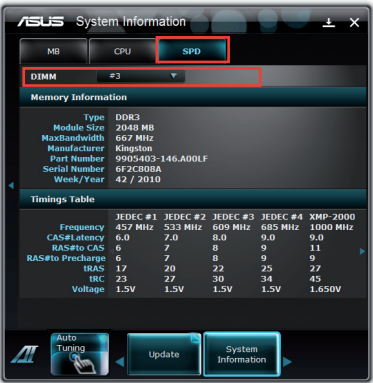 ASUS System Information
MB CPU SPD
DIMM #3
Memory Information
Type DDR3
Module Size 2048 MB
MaxBandwidth 667 MHz
Manufacturer Kingston
Part Number 9905403-146.A00LF
Serial Number 6F2C808A
Week/Year 42 / 2010
Timings Table
JEDEC #1 JEDEC #2 JEDEC #3 JEDEC #4 XMP-2000
Frequency 457 MHz 533 MHz 609 MHz 685 MHz 1000 MHz
CAS#Latency 6.0 7.0 8.0 9.0 9.0
RAS#to CAS 6 7 8 9 11
RAS#to Precharge 6 7 8 9 9
tRAS 17 20 22 25 27
tRC 23 27 30 34 45
Voltage 1.5V 1.5V 1.5V 1.5V 1.650V
Auto
Tuning
Update
System
Information